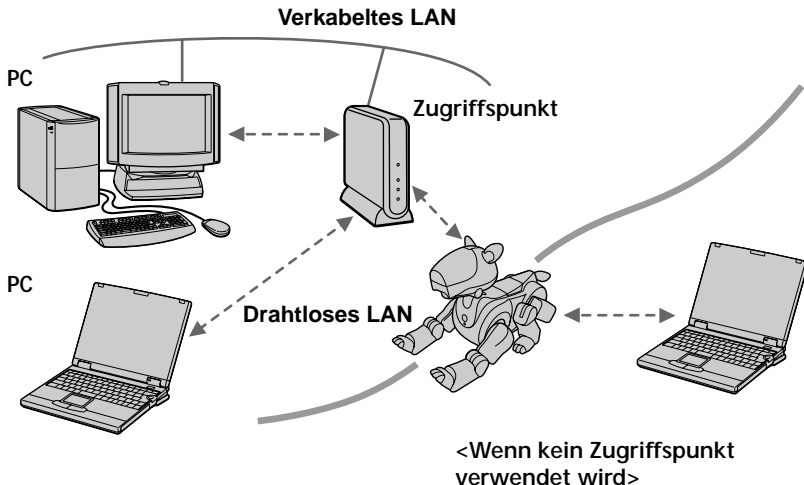 Verkabeltes LAN
PC
Zugriffspunkt
PC
Drahtloses LAN
<Wenn kein Zugriffspunkt
verwendet wird>